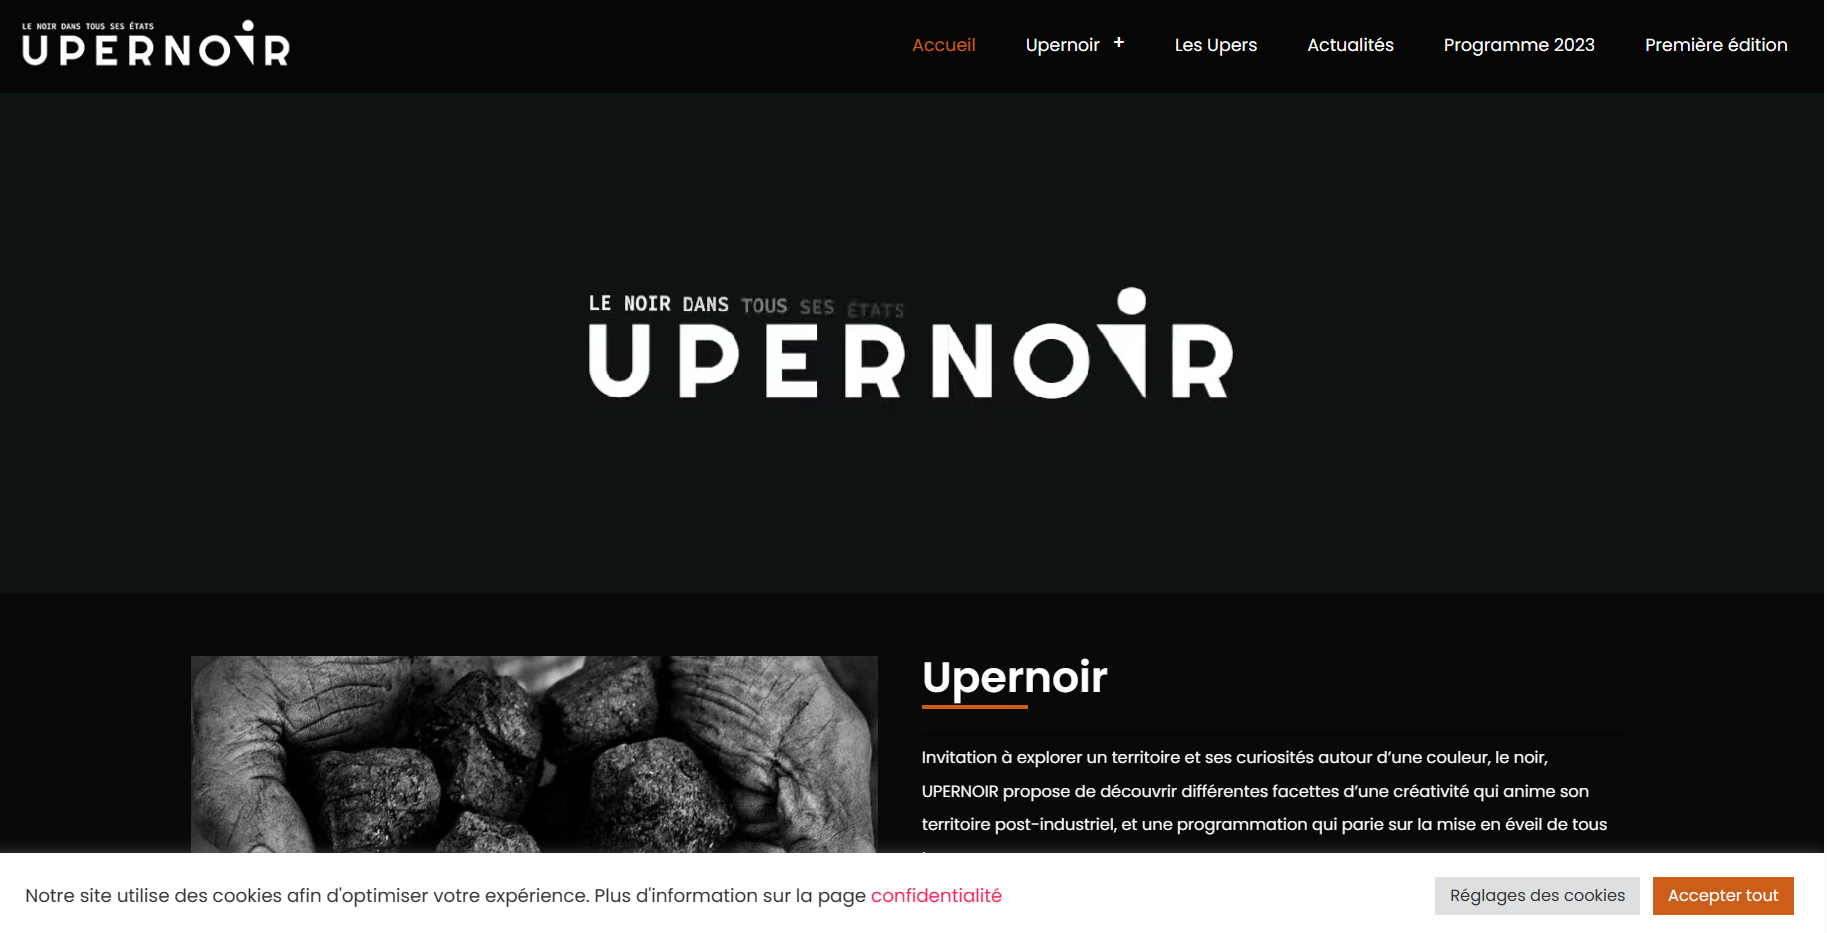 LE NOIR DANS TOUS SES ÉTATS
UPERNOIR
Accueil
Upernoir +
Les Upers
Actualités
Programme 2023
Première édition
LE NOIR DANS TOUS SES ÉTATS
UPERNOIR
Upernoir
Invitation à explorer un territoire et ses curiosités autour d’une couleur, le noir,
UPERNOIR propose de découvrir différentes facettes d’une créativité qui anime son
territoire post-industriel, et une programmation qui parie sur la mise en éveil de tous
Notre site utilise des cookies afin d'optimiser votre expérience. Plus d'information sur la page confidentialité
Réglages des cookies
Accepter tout